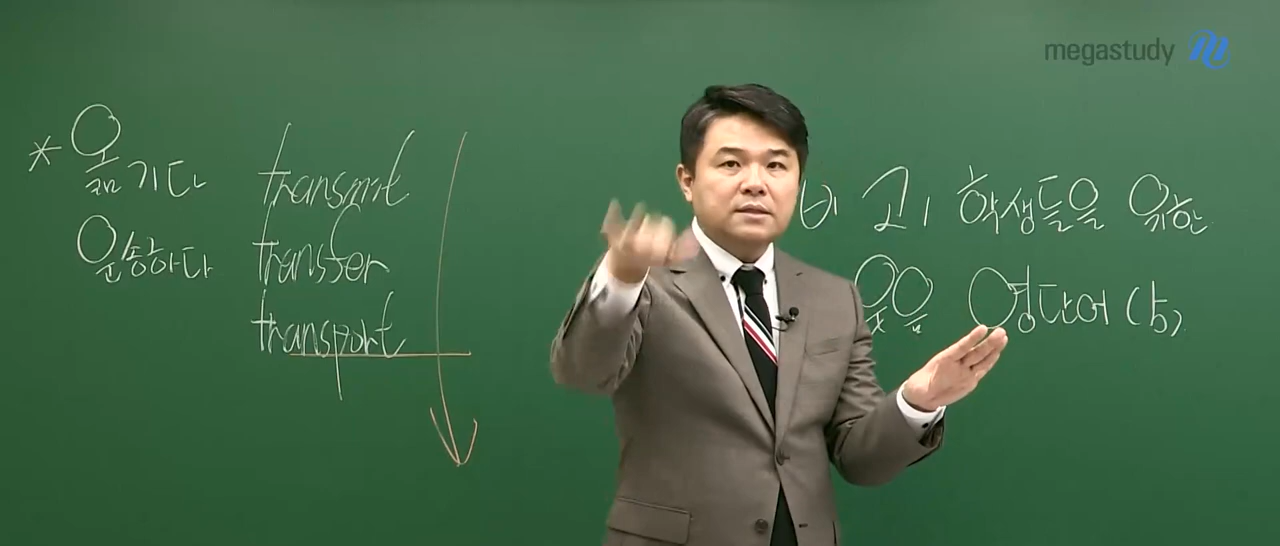 megastudy
* 옮기다
운송하다
transmit
transfer
transport
비 고1 학생들을 위한
영단어 (상)